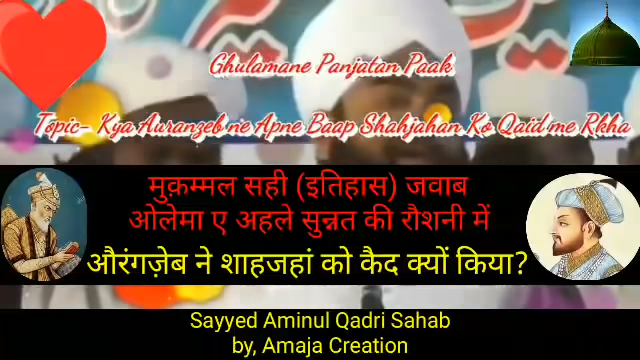 Ghulamane Panjatan Paak
Topic- Kya Auranzeb ne Apne Baap Shahjahan Ko Qaid me Rkha
मुक़म्मल सही (इतिहास) जवाब
ओलेमा ए अहले सुन्नत की रौशनी में
औरंगज़ेब ने शाहजहां को कैद क्यों किया?
Sayyed Aminul Qadri Sahab
by, Amaja Creation